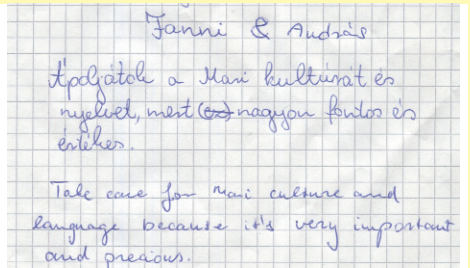 Fanni & András
Ápoljátok a Mari kultúrát és
nyelvet, mert (ez) nagyon fontos és
értékes.
Take care for Mari culture and
language because it's very important
and precious.